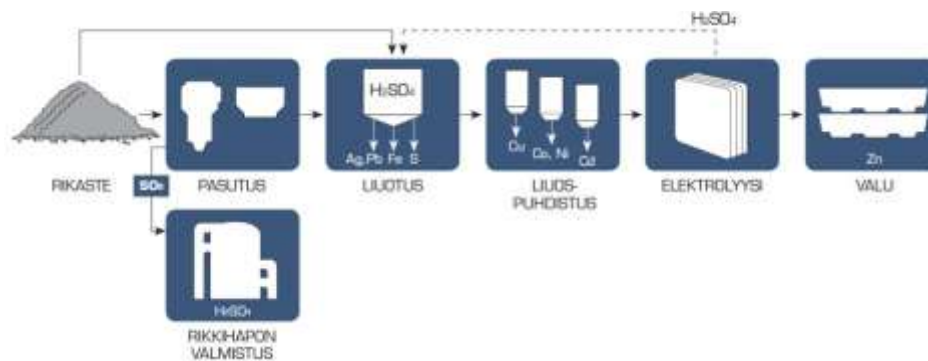 H₂SO₄
H₂SO₄
Ag, Pb Fe S
Cu
Co, Ni
Cd
Zn
RIKASTE
SO₂
PASUTUS
LIUOTUS
LIUOS-
PUHDISTUS
ELEKTROLYYSI
VALU
H₂SO₄
RIKKIHAPON
VALMISTUS